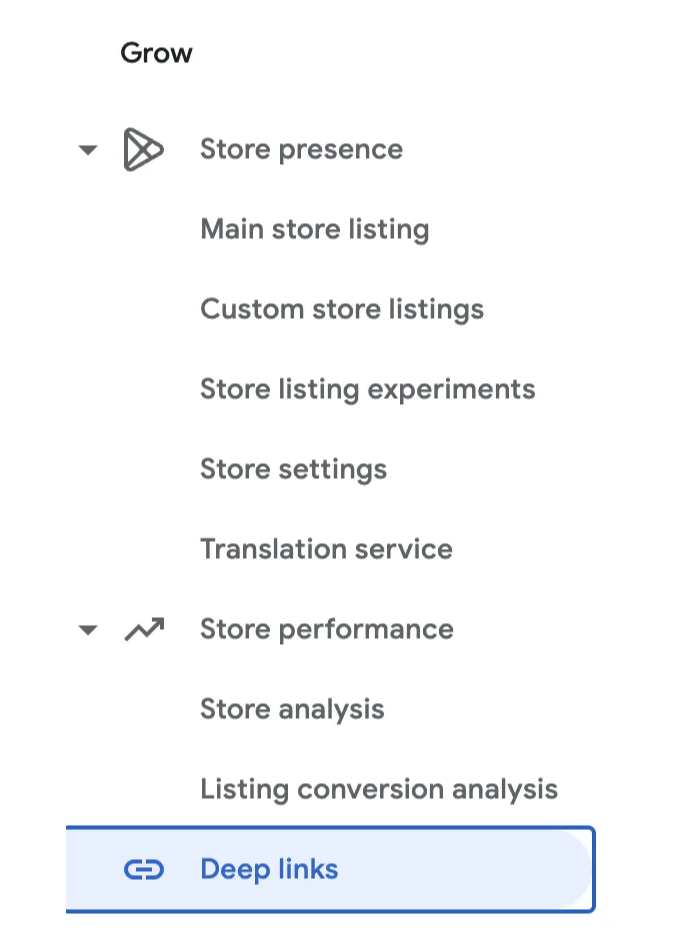 Grow
Store presence
Main store listing
Custom store listings
Store listing experiments
Store settings
Translation service
Store performance
Store analysis
Listing conversion analysis
Deep links